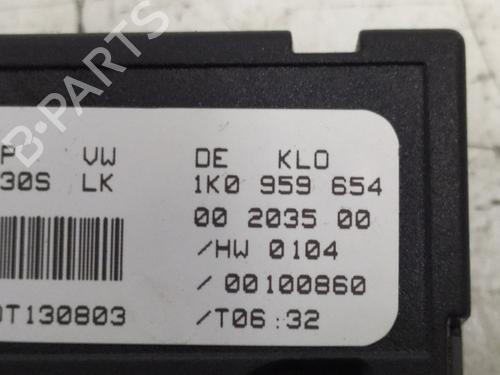 B-PARTS
P VW DE KLO
30S LK 1K0 959 654
00 2035 00
/HW 0104
/00100860
0T130803 /T06:32